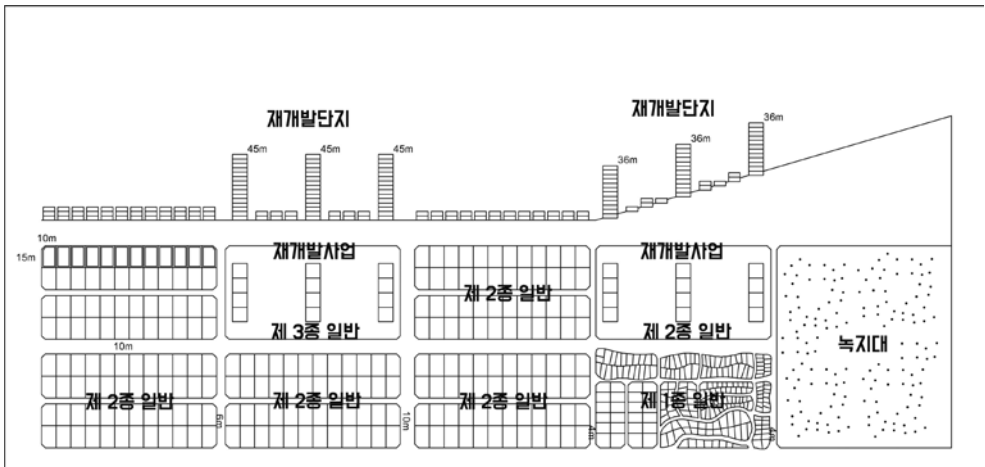 재개발단지
재개발단지
45m
45m
45m
36m
36m
36m
10m
15m
재개발사업
재개발사업
제 2종 일반
제 3종 일반
제 2종 일반
녹지대
10m
제 2종 일반
제 2종 일반
제 2종 일반
제 1종 일반
6m
10m
4m
4m